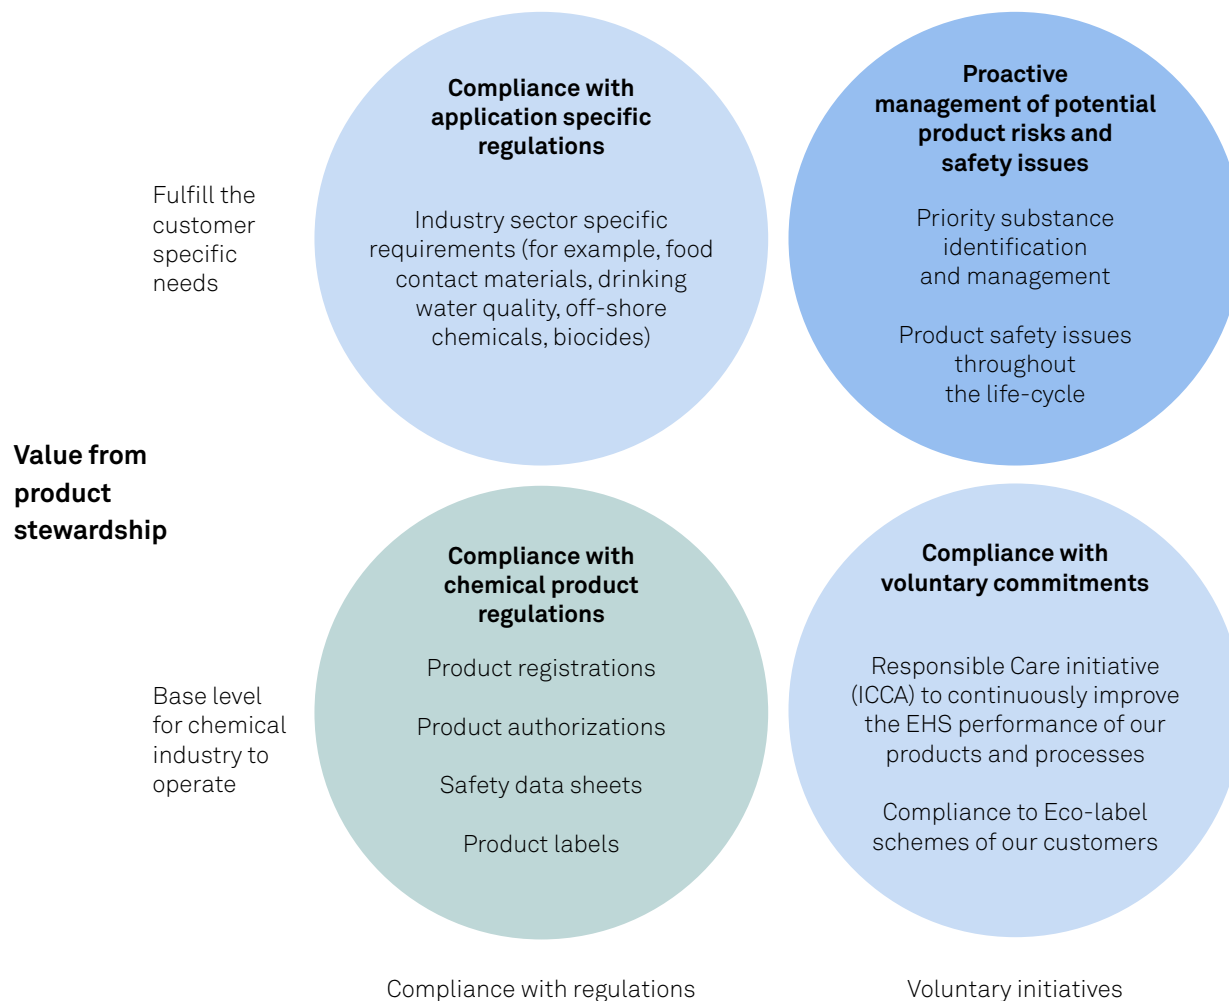 Value from
product
stewardship
Fulfill the
customer
specific
needs
Compliance with
application specific
regulations
Industry sector specific
requirements (for example, food
contact materials, drinking
water quality, off-shore
chemicals, biocides)
Proactive
management of potential
product risks and
safety issues
Priority substance
identification
and management
Product safety issues
throughout
the life-cycle
Base level
for chemical
industry to
operate
Compliance with
chemical product
regulations
Product registrations
Product authorizations
Safety data sheets
Product labels
Compliance with
voluntary commitments
Responsible Care initiative
(ICCA) to continuously improve
the EHS performance of our
products and processes
Compliance to Eco-label
schemes of our customers
Compliance with regulations
Voluntary initiatives